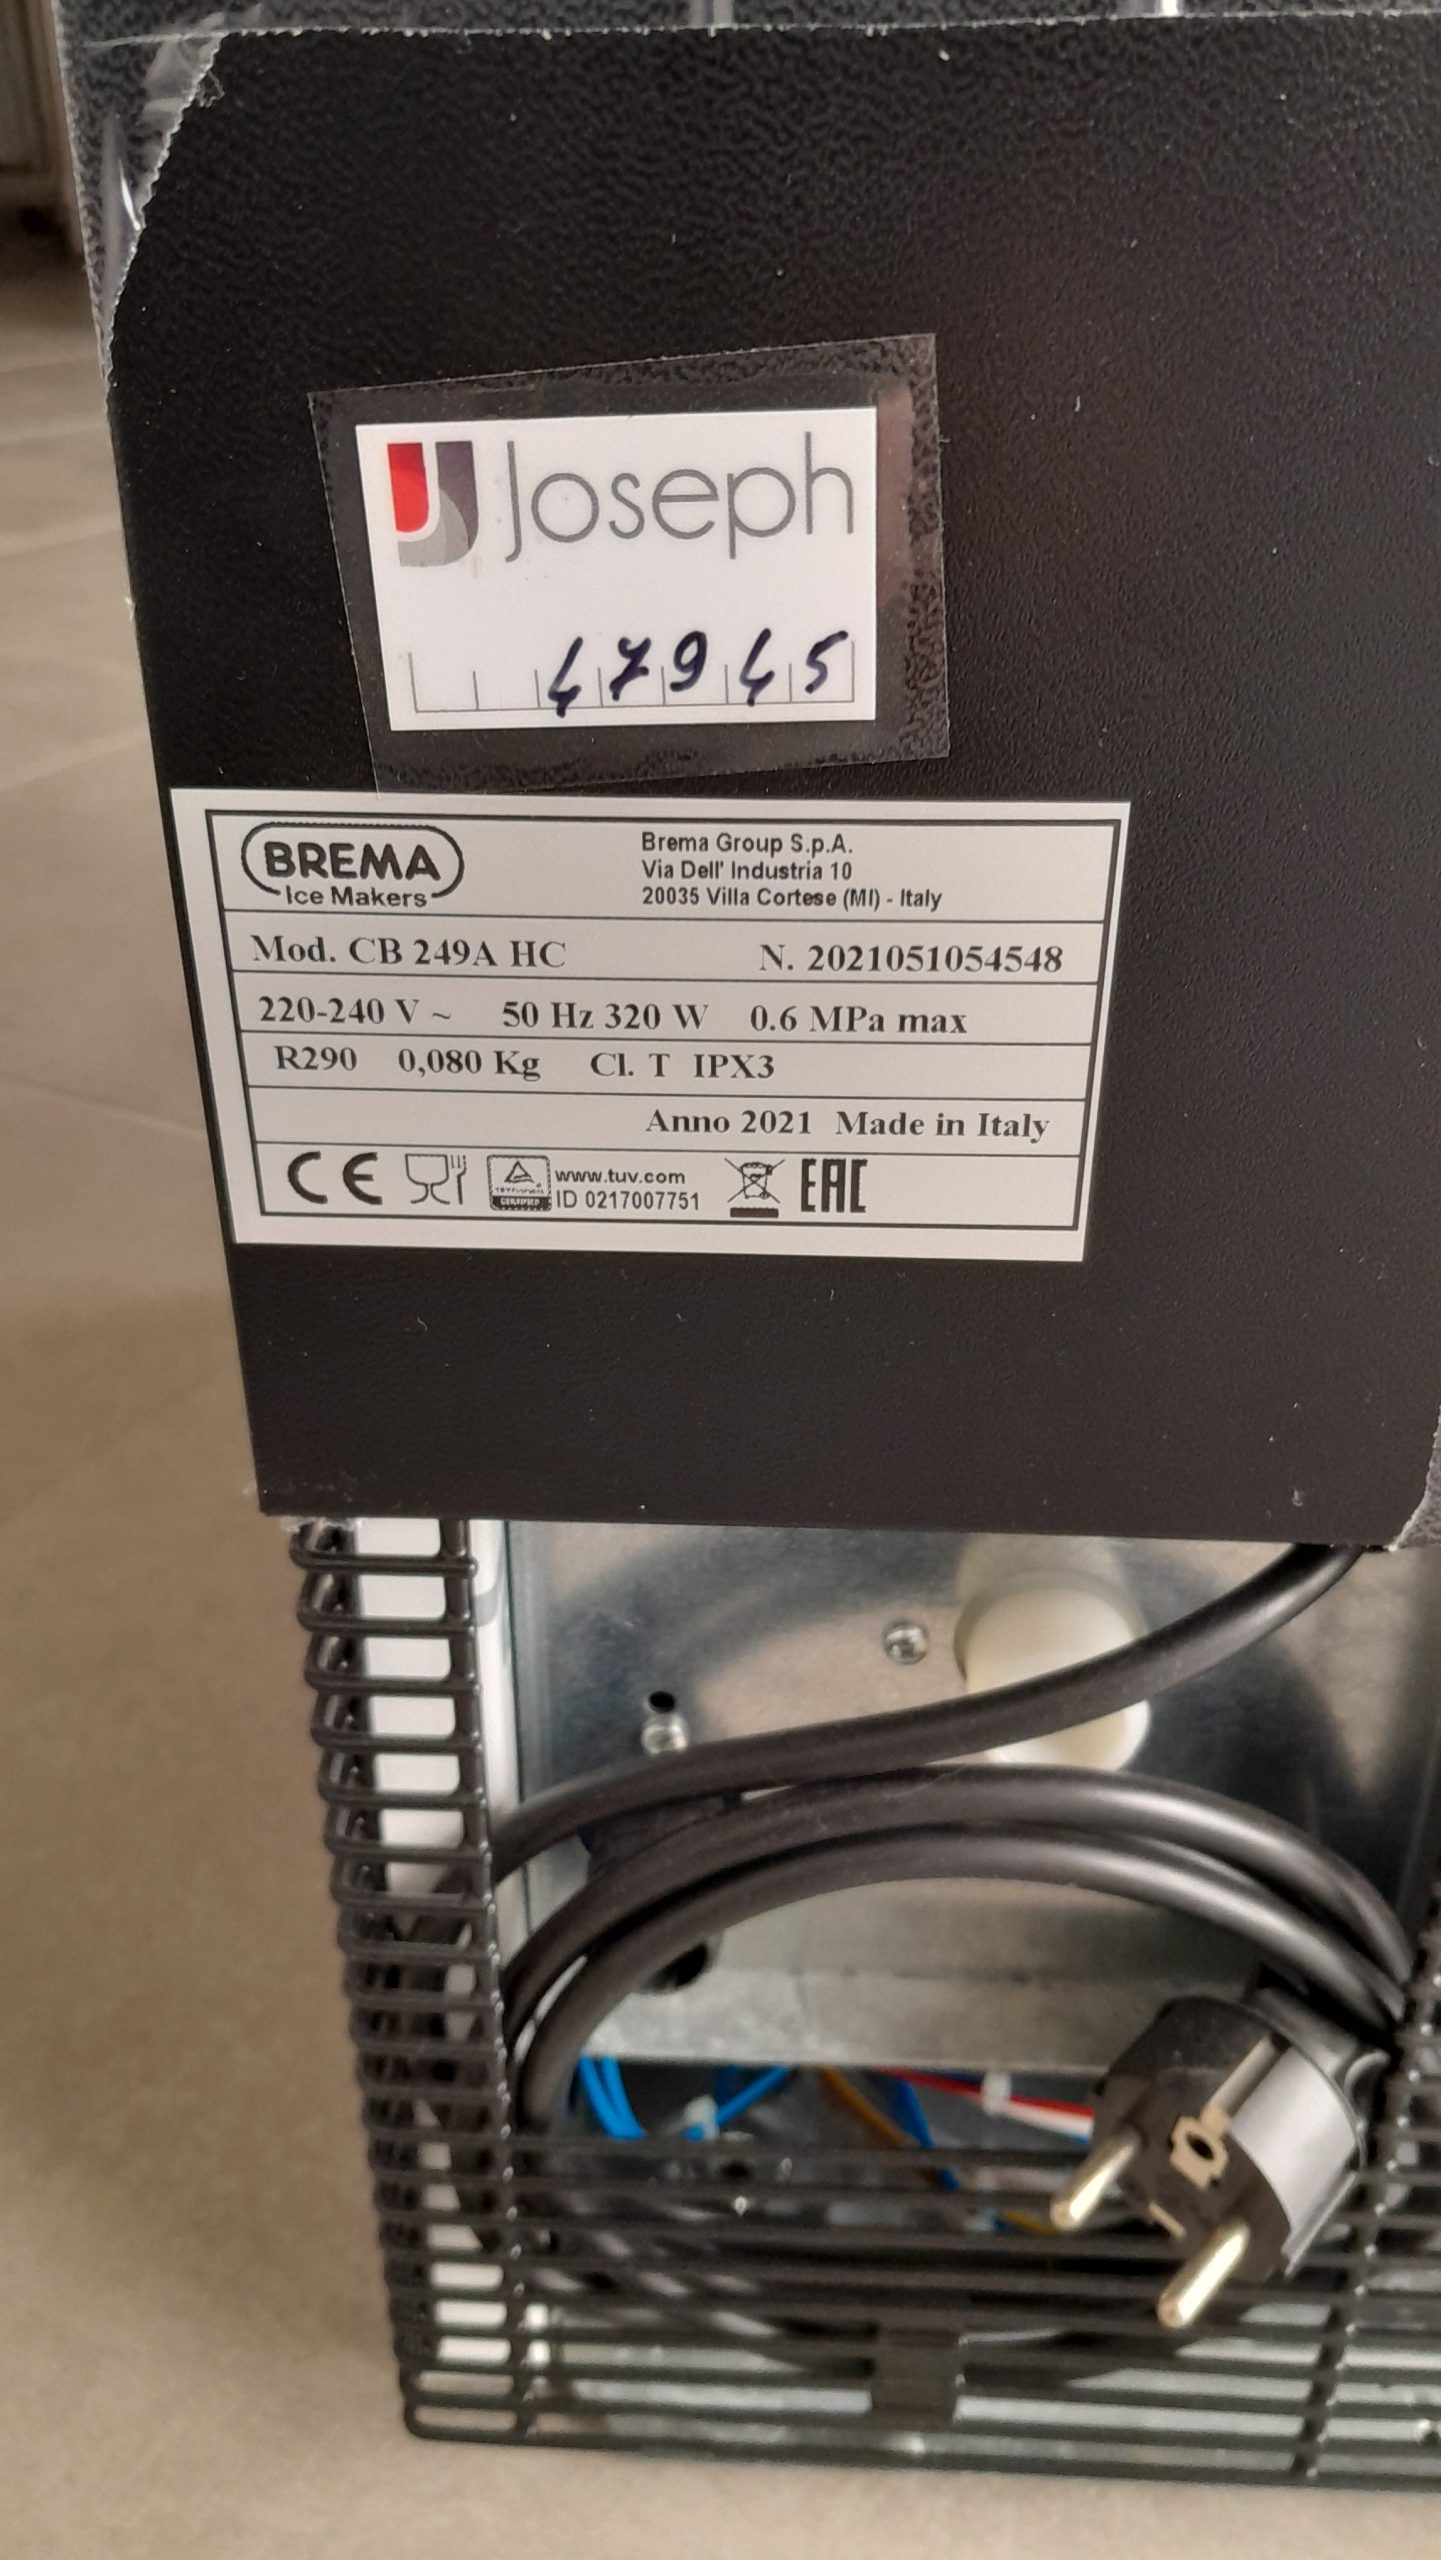 Joseph
47945
BREMA
Ice Makers
Brema Group S.p.A.
Via Dell' Industria 10
20035 Villa Cortese (MI) - Italy
Mod. CB 249A HC N. 2021051054548
220-240 V ~ 50 Hz 320 W 0.6 MPa max
R290 0,080 Kg Cl. T IPX3
Anno 2021 Made in Italy
CE www.tuv.com EAC
ID 0217007751